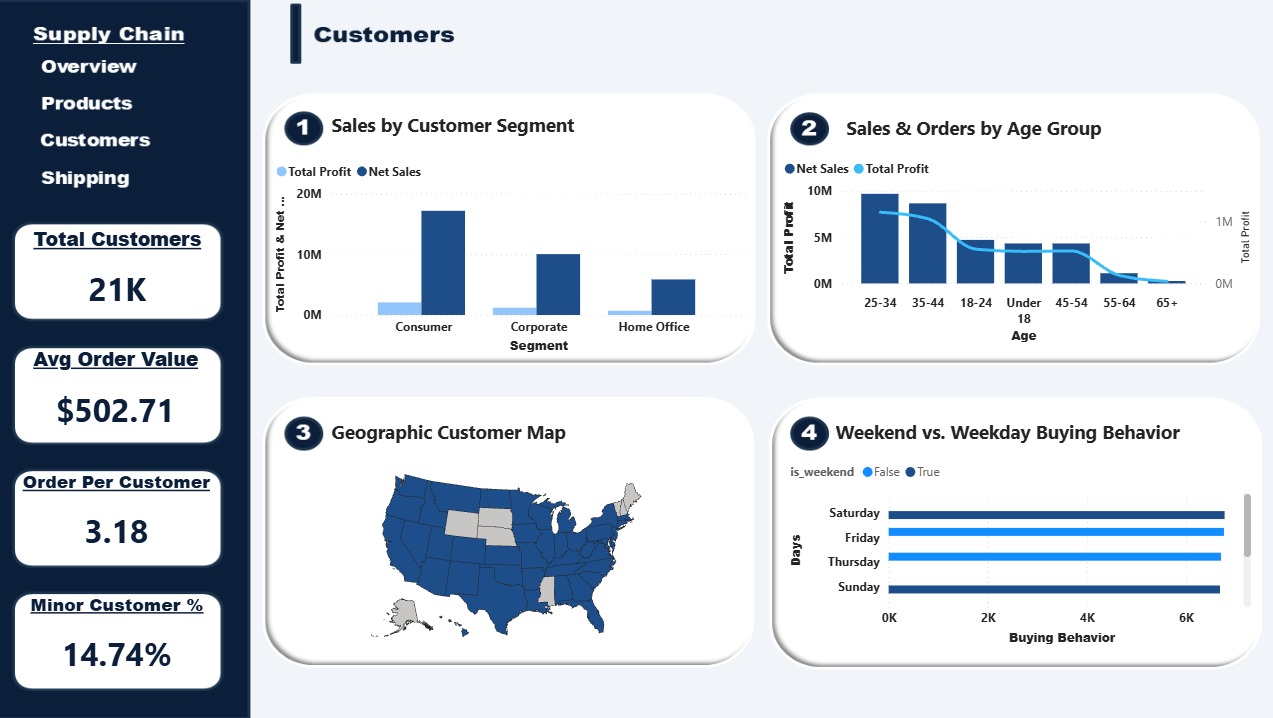 Supply Chain
Overview
Products
Customers
Shipping
Total Customers
21K
Avg Order Value
$502.71
Order Per Customer
3.18
Minor Customer %
14.74%
Customers
1
Sales by Customer Segment
Total Profit Net Sales
Total Profit & Net ...
20M
10M
0M
Consumer Corporate Home Office
Segment
2
Sales & Orders by Age Group
Net Sales Total Profit
Total Profit
10M
5M
0M
1M
0M
Total Profit
25-34 35-44 18-24 Under 45-54 55-64 65+
18
Age
3
Geographic Customer Map
4
Weekend vs. Weekday Buying Behavior
is_weekend False True
Days
Saturday
Friday
Thursday
Sunday
0K 2K 4K 6K
Buying Behavior